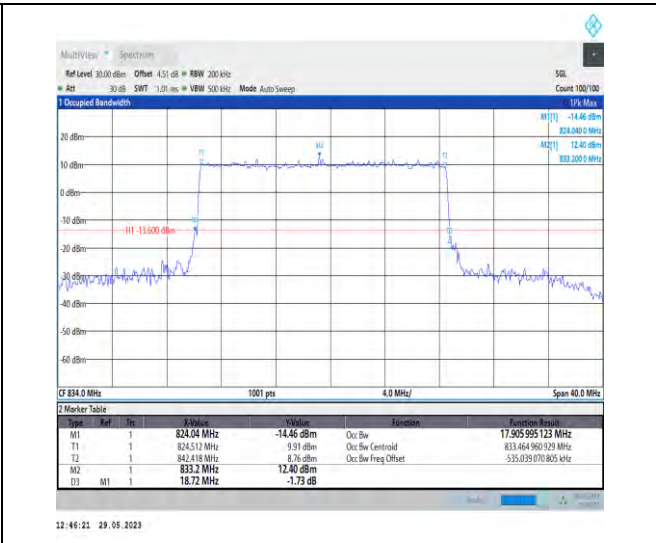 MultiView Spectrum
Ref Level 30.00 dBm Offset 4.51 dB RBW 200 kHz SGL
Att 30 dB SWT 1.01 ms VBW 500 kHz Mode Auto Sweep Count 100/100
1 Occupied Bandwidth 1Pk Max
M1[1] -14.46 dBm
824.040 0 MHz
M2[1] 12.40 dBm
833.200 0 MHz
20 dBm
M2
T1
T2
10 dBm
0 dBm
-10 dBm
H1 -13.600 dBm
-20 dBm
-30 dBm
-40 dBm
-50 dBm
-60 dBm
CF 834.0 MHz 1001 pts 4.0 MHz/ Span 40.0 MHz
2 Marker Table
Type Ref Trc X-Value Y-Value Function Function Result
M1 1 824.04 MHz -14.46 dBm Occ Bw 17.905 995 123 MHz
T1 1 824.512 MHz 9.91 dBm Occ Bw Centroid 833.464 960 929 MHz
T2 1 842.418 MHz 8.76 dBm Occ Bw Freq Offset -535.039 070 805 kHz
M2 1 833.2 MHz 12.40 dBm
D3 M1 1 18.72 MHz -1.73 dB
12:46:21 29.05.2023